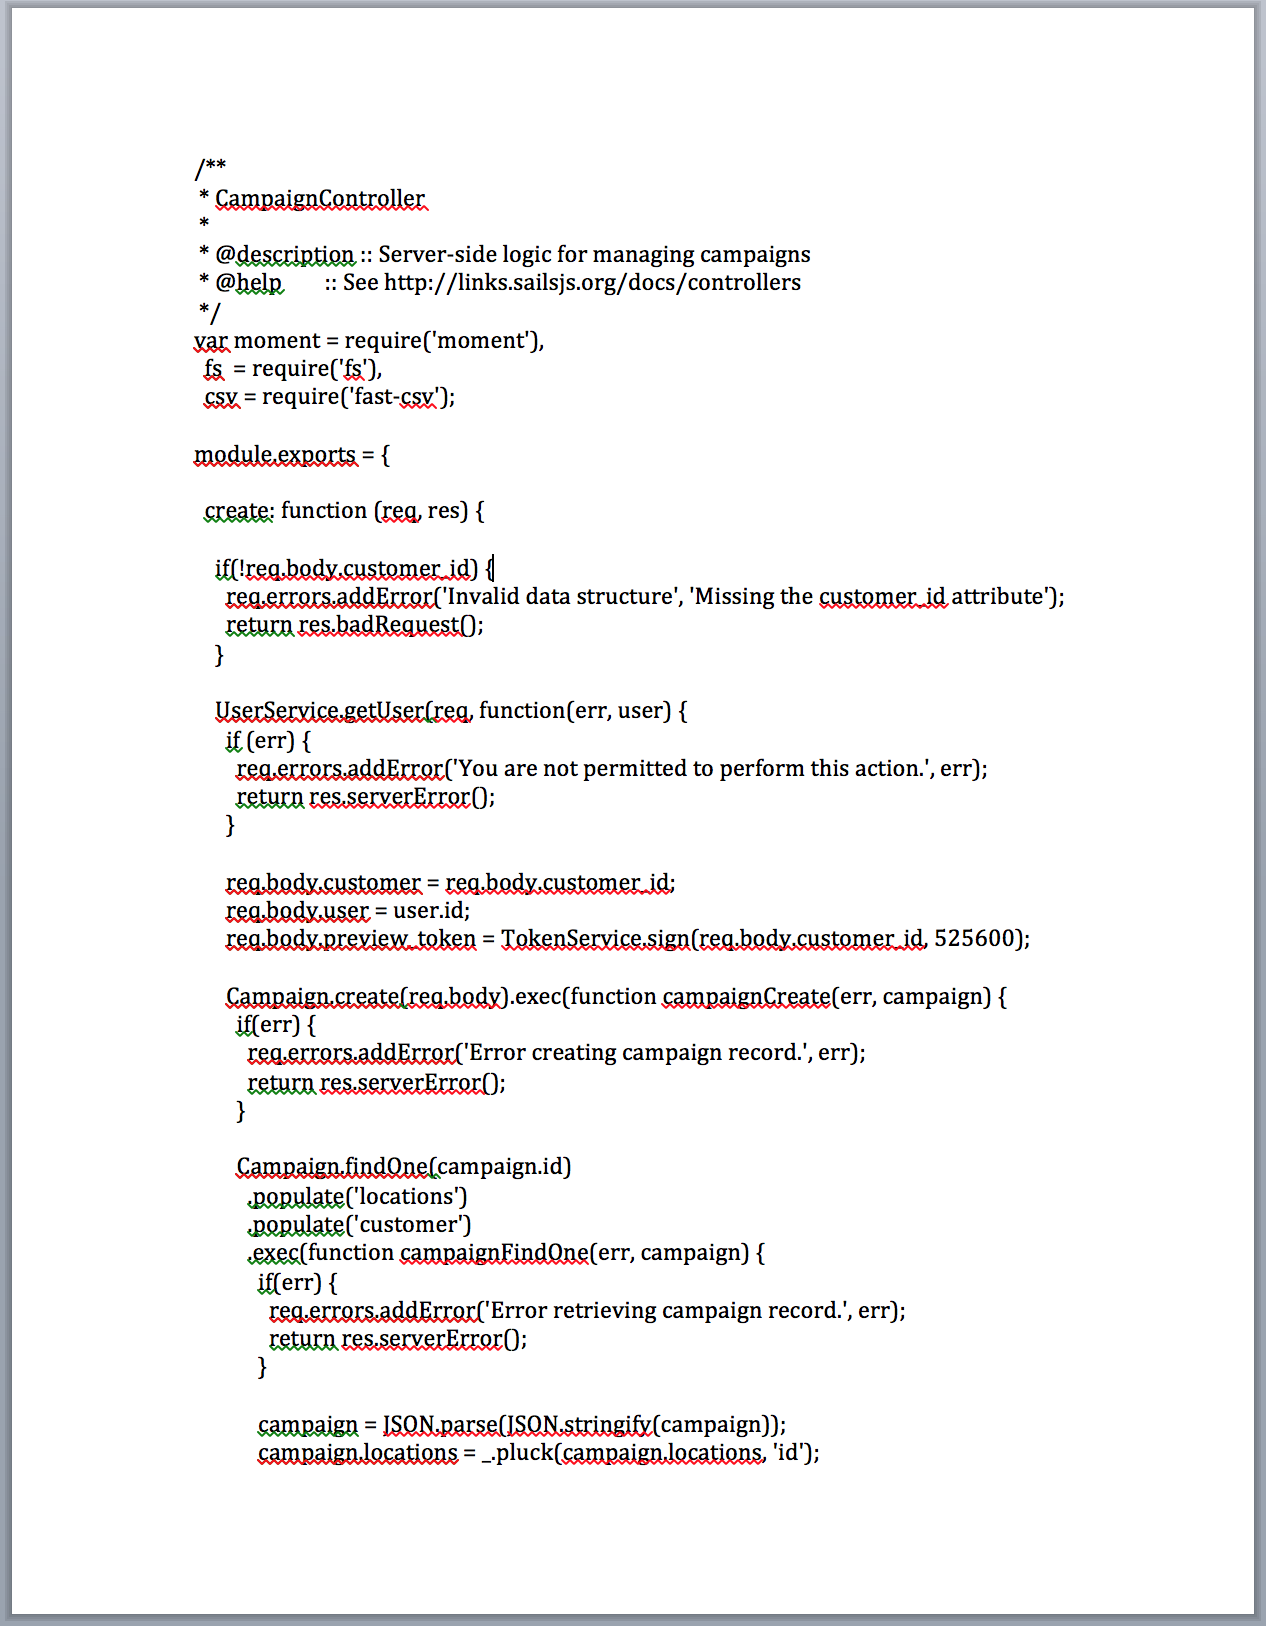 /**
 * CampaignController
 *
 * @description :: Server-side logic for managing campaigns
 * @help       :: See http://links.sailsjs.org/docs/controllers
 */
var moment = require('moment'),
  fs  = require('fs'),
  csv = require('fast-csv');

module.exports = {

  create: function (req, res) {

    if(!req.body.customer_id) {
      req.errors.addError('Invalid data structure', 'Missing the customer_id attribute');
      return res.badRequest();
    }

    UserService.getUser(req, function(err, user) {
      if (err) {
        req.errors.addError('You are not permitted to perform this action.', err);
        return res.serverError();
      }

      req.body.customer = req.body.customer_id;
      req.body.user = user.id;
      req.body.preview_token = TokenService.sign(req.body.customer_id, 525600);

      Campaign.create(req.body).exec(function campaignCreate(err, campaign) {
        if(err) {
          req.errors.addError('Error creating campaign record.', err);
          return res.serverError();
        }

        Campaign.findOne(campaign.id)
          .populate('locations')
          .populate('customer')
          .exec(function campaignFindOne(err, campaign) {
            if(err) {
              req.errors.addError('Error retrieving campaign record.', err);
              return res.serverError();
            }

            campaign = JSON.parse(JSON.stringify(campaign));
            campaign.locations = _.pluck(campaign.locations, 'id');